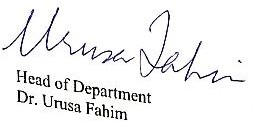 Urusa Fahim
Head of Department
Dr. Urusa Fahim